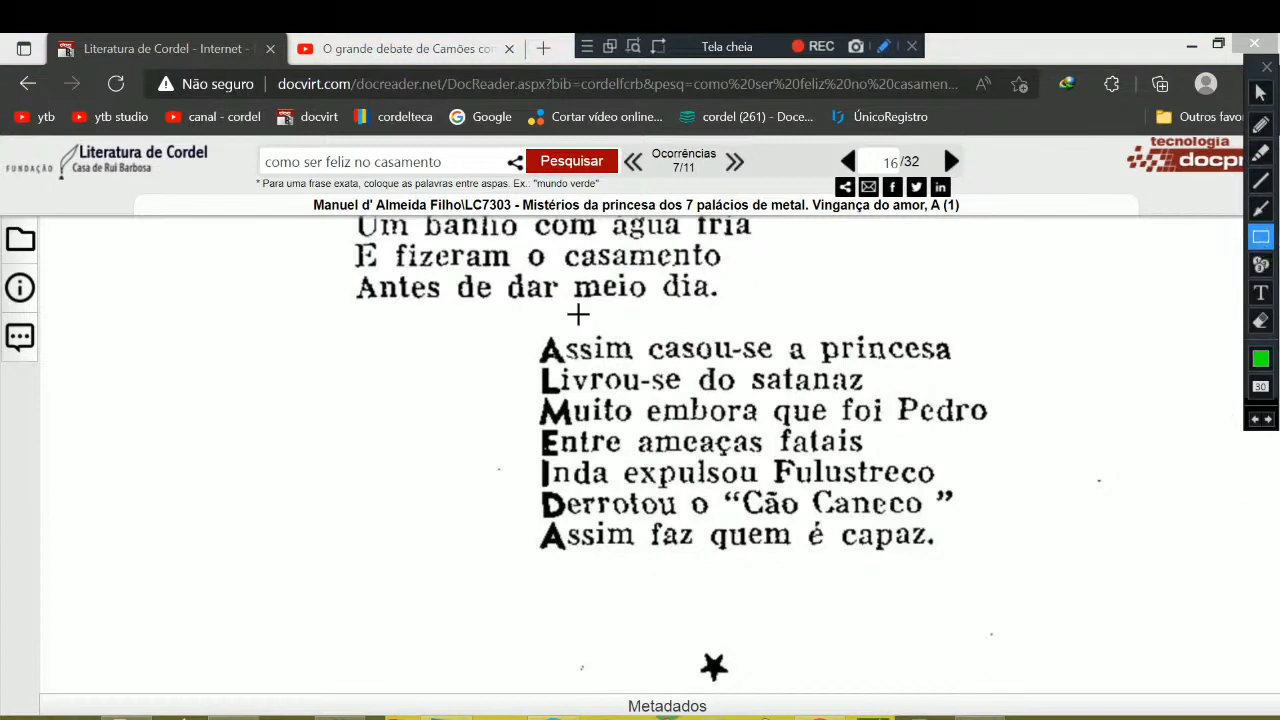 Literatura de Cordel - Internet -
O grande debate de Camões co
Tela cheia
REC
Não seguro
docvirt.com/docreader.net/DocReader.aspx?bib=cordelfcrb&pesq=como%20ser%20feliz%20no%20casamen...
ytb
ytb studio
canal - cordel
docvirt
cordelteca
Google
Cortar vídeo online...
cordel (261) - Doce...
ÚnicoRegistro
Outros favo
FUNDAÇÃO
Literatura de Cordel
Casa de Rui Barbosa
como ser feliz no casamento
Pesquisar
Ocorrências
7/11
16 /32
tecnologia
docpr
* Para uma frase exata, coloque as palavras entre aspas. Ex.: "mundo verde"
Manuel d' Almeida Filho\LC7303 - Mistérios da princesa dos 7 palácios de metal. Vingança do amor, A (1)
Um banho com água fria
E fizeram o casamento
Antes de dar meio dia.
Assim casou-se a princesa
Livrou-se do satanaz
Muito embora que foi Pedro
Entre ameaças fatais
Inda expulsou Fulustreco
Derrotou o “Cão Caneco ”
Assim faz quem é capaz.
30
Metadados